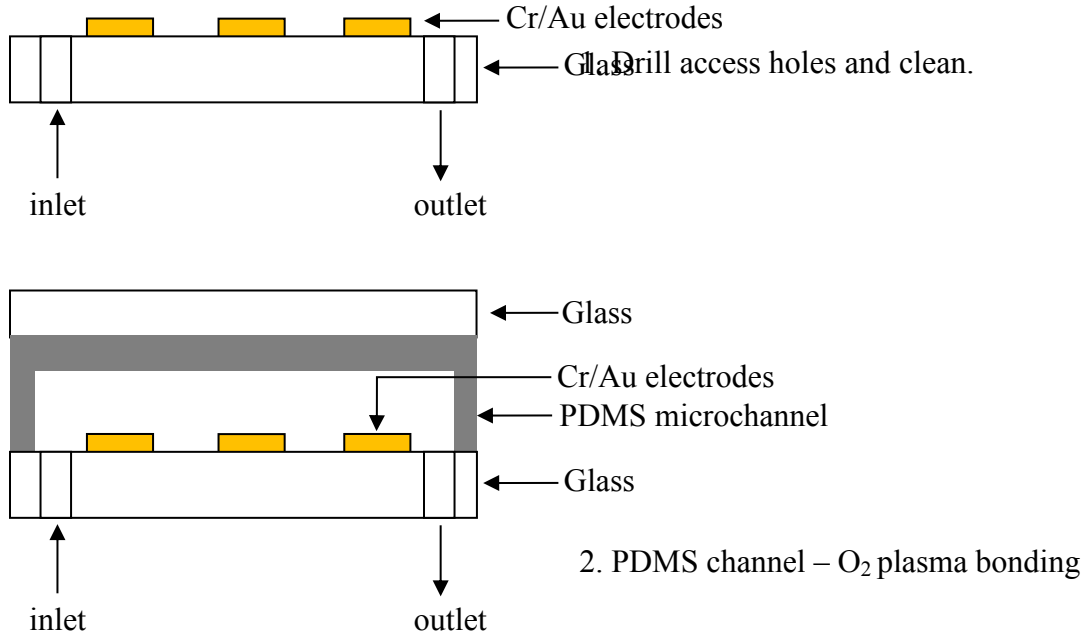 Cr/Au electrodes
Glass
1. Drill access holes and clean.
inlet
outlet
Glass
Cr/Au electrodes
PDMS microchannel
Glass
2. PDMS channel – O₂ plasma bonding
inlet
outlet